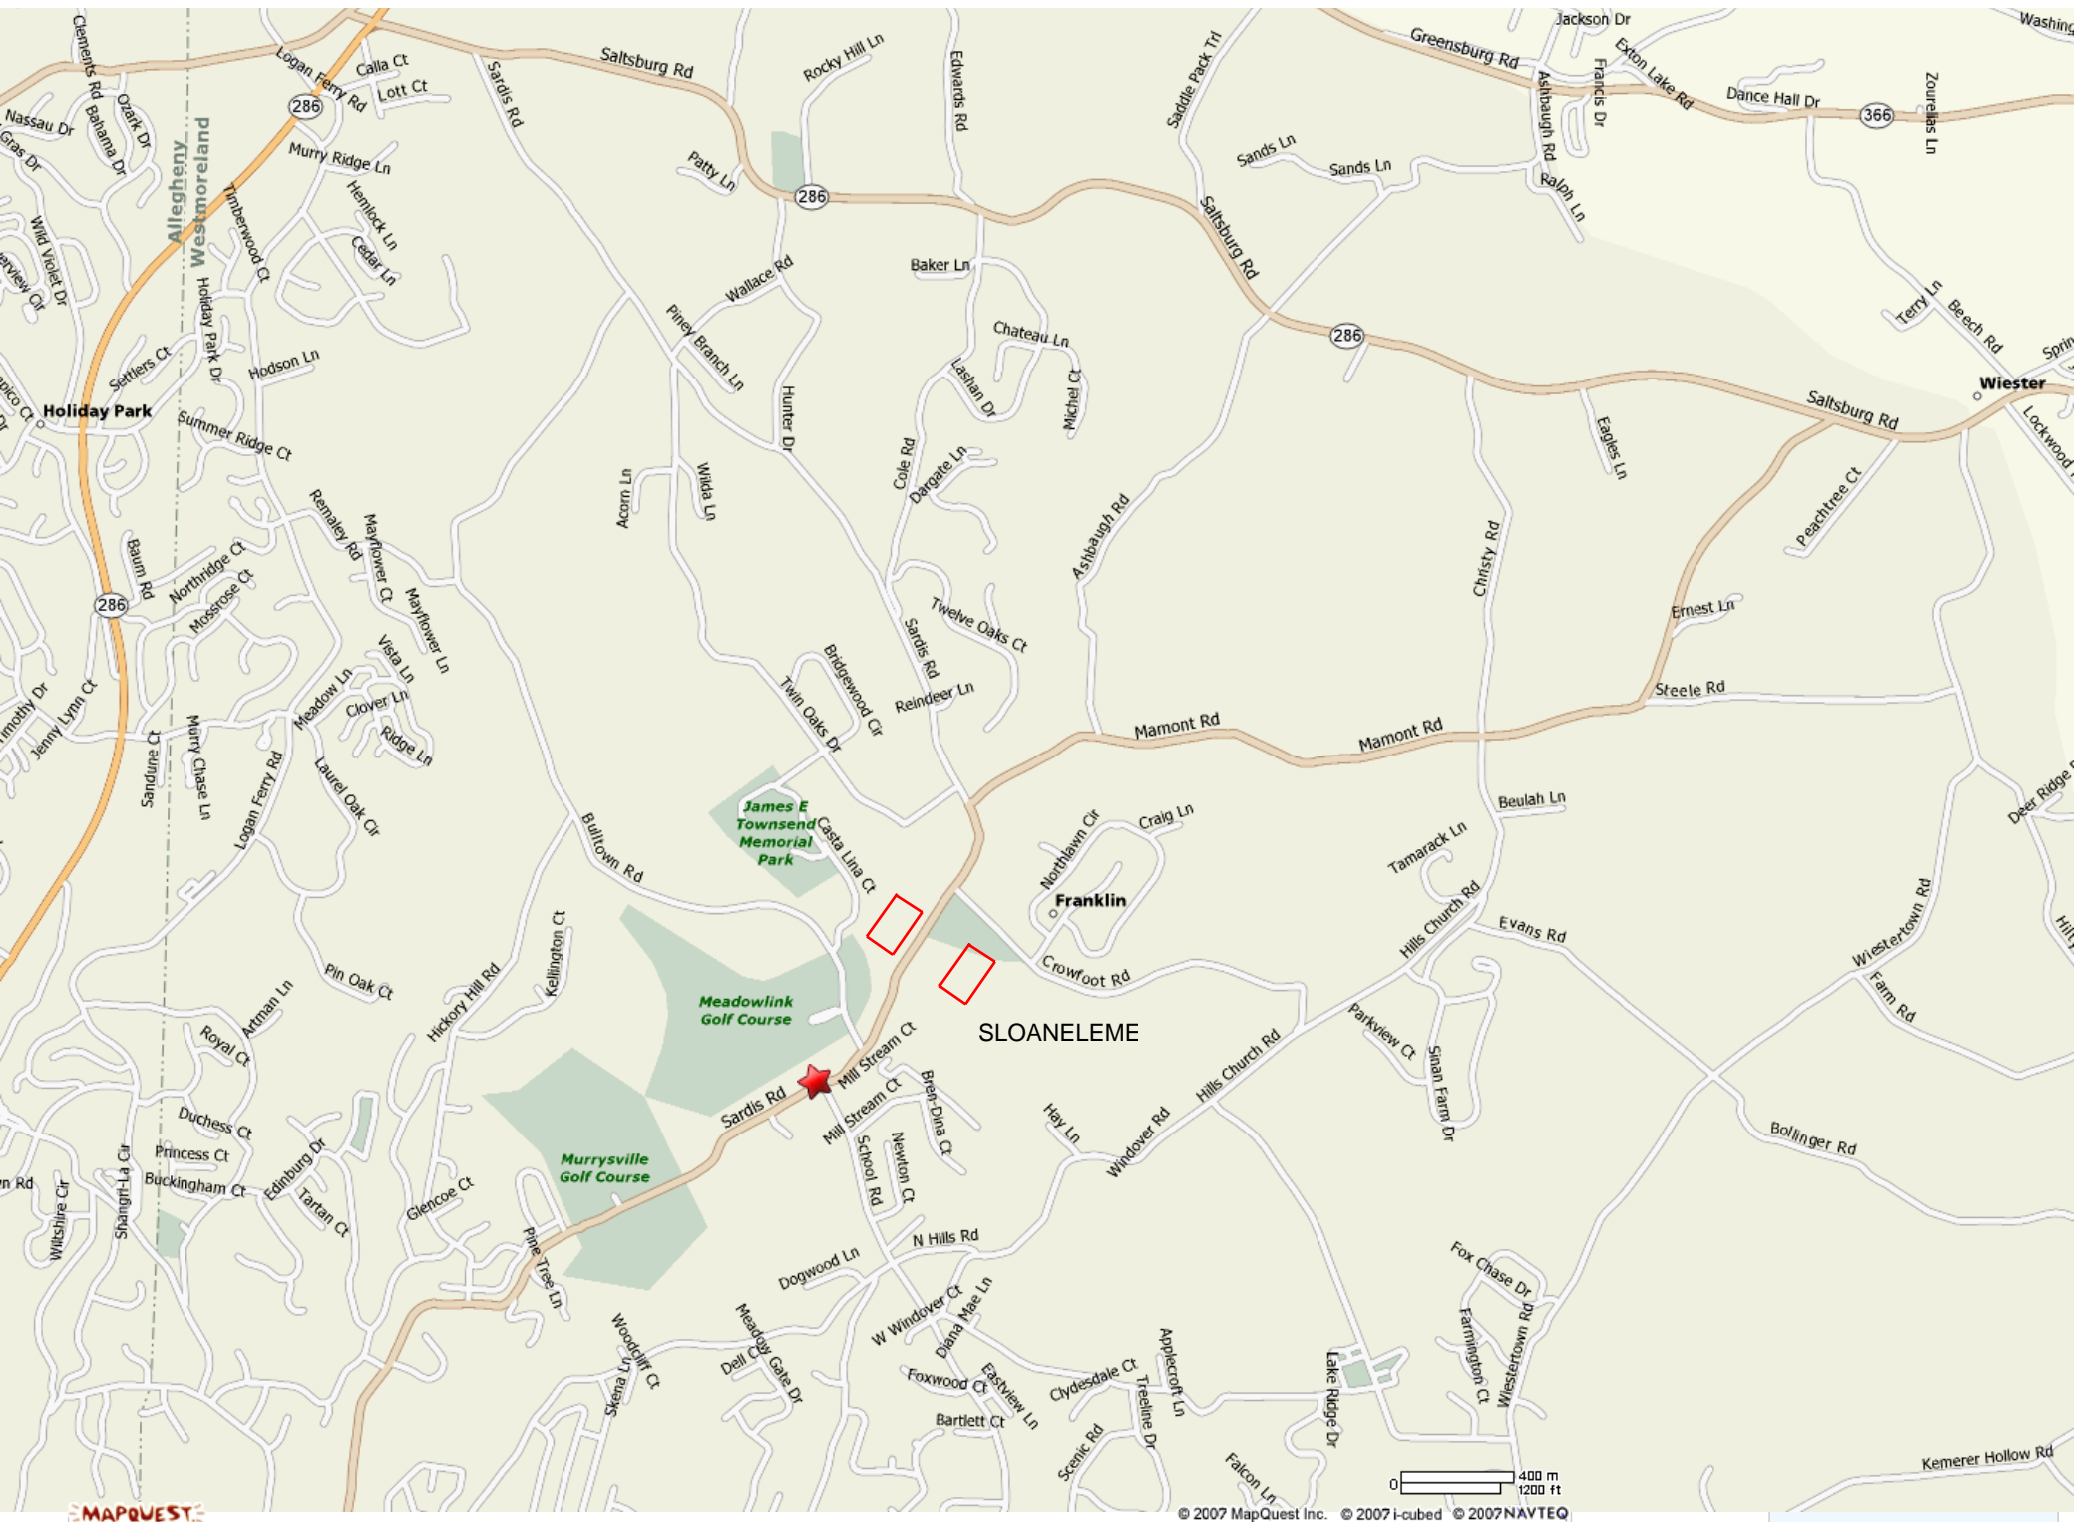 Clements Rd
Logan Ferry Rd
Calla Ct
Lott Ct
Sardis Rd
Saltsburg Rd
Rocky Hill Ln
Edwards Rd
Saddle Pack Trl
Greensburg Rd
Jackson Dr
Exton Lake Rd
Francis Dr
Ashbaugh Rd
Dance Hall Dr
366
Zourelias Ln
Nassau Dr
Gras Dr
Bahama Dr
Ozark Dr
286
Allegheny
Westmoreland
Murry Ridge Ln
Hemlock Ln
Cedar Ln
Timberwood Ct
Patty Ln
286
Sands Ln
Sands Ln
Ralph Ln
Wild Violet Dr
Holiday Park Dr
Baker Ln
Wallace Rd
Saltsburg Rd
Terry Ln
Beech Rd
Piney Branch Ln
Chateau Ln
286
Settlers Ct
Hodson Ln
Lashan Dr
Michel Ct
Wiester
Holiday Park
Hunter Dr
Saltsburg Rd
Lockwood
Summer Ridge Ct
Cole Rd
Dargate Ln
Eagles Ln
Acorn Ln
Wilda Ln
Peachtree Ct
Remaley Rd
Mayflower Ct
Ashbaugh Rd
Christy Rd
Baum Rd
Northridge Ct
Mossrose Ct
286
Mayflower Ln
Twelve Oaks Ct
Ernest Ln
Vista Ln
Sardis Rd
Bridgewood Cir
Meadow Ln
Clover Ln
Ridge Ln
Reindeer Ln
Twin Oaks Dr
Steele Rd
Timothy Dr
Jenny Lynn Ct
Sandune Ct
Murry Chase Ln
Mamont Rd
Mamont Rd
Logan Ferry Rd
Laurel Oak Cir
James E
Townsend
Memorial
Park
Casta Lina Ct
Northlawn Cir
Craig Ln
Beulah Ln
Tamarack Ln
Deer Ridge
Bulltown Rd
Franklin
Hills Church Rd
Evans Rd
Wiestertown Rd
Kellington Ct
Pin Oak Ct
Hickory Hill Rd
Meadowlink
Golf Course
Crowfoot Rd
Farm Rd
Artman Ln
Royal Ct
SLOANELEME
Mill Stream Ct
Parkview Ct
Sinan Farm Dr
Hills Church Rd
Sardis Rd
Mill Stream Ct
Bren-Dina Ct
Duchess Ct
Princess Ct
Buckingham Ct
Edinburg Dr
Tartan Ct
Shangri-La Cir
Wiltshire Cir
Murrysville
Golf Course
Glencoe Ct
School Rd
Newton Ct
Hay Ln
Windover Rd
Bollinger Rd
Pine Tree Ln
Dogwood Ln
N Hills Rd
Fox Chase Dr
Woodcliff Ct
Skena Ln
Meadow Gate Dr
Dell Ct
W Windover Ct
Diana Mae Ln
Foxwood Ct
Eastview Ln
Bartlett Ct
Clydesdale Ct
Applecroft Ln
Treeline Dr
Scenic Rd
Lake Ridge Dr
Farmington Ct
Wiestertown Rd
Falcon Ln
Kemerer Hollow Rd
0
400 m
1200 ft
MAPQUEST
© 2007 MapQuest Inc. © 2007 i-cubed © 2007 NAVTEQ